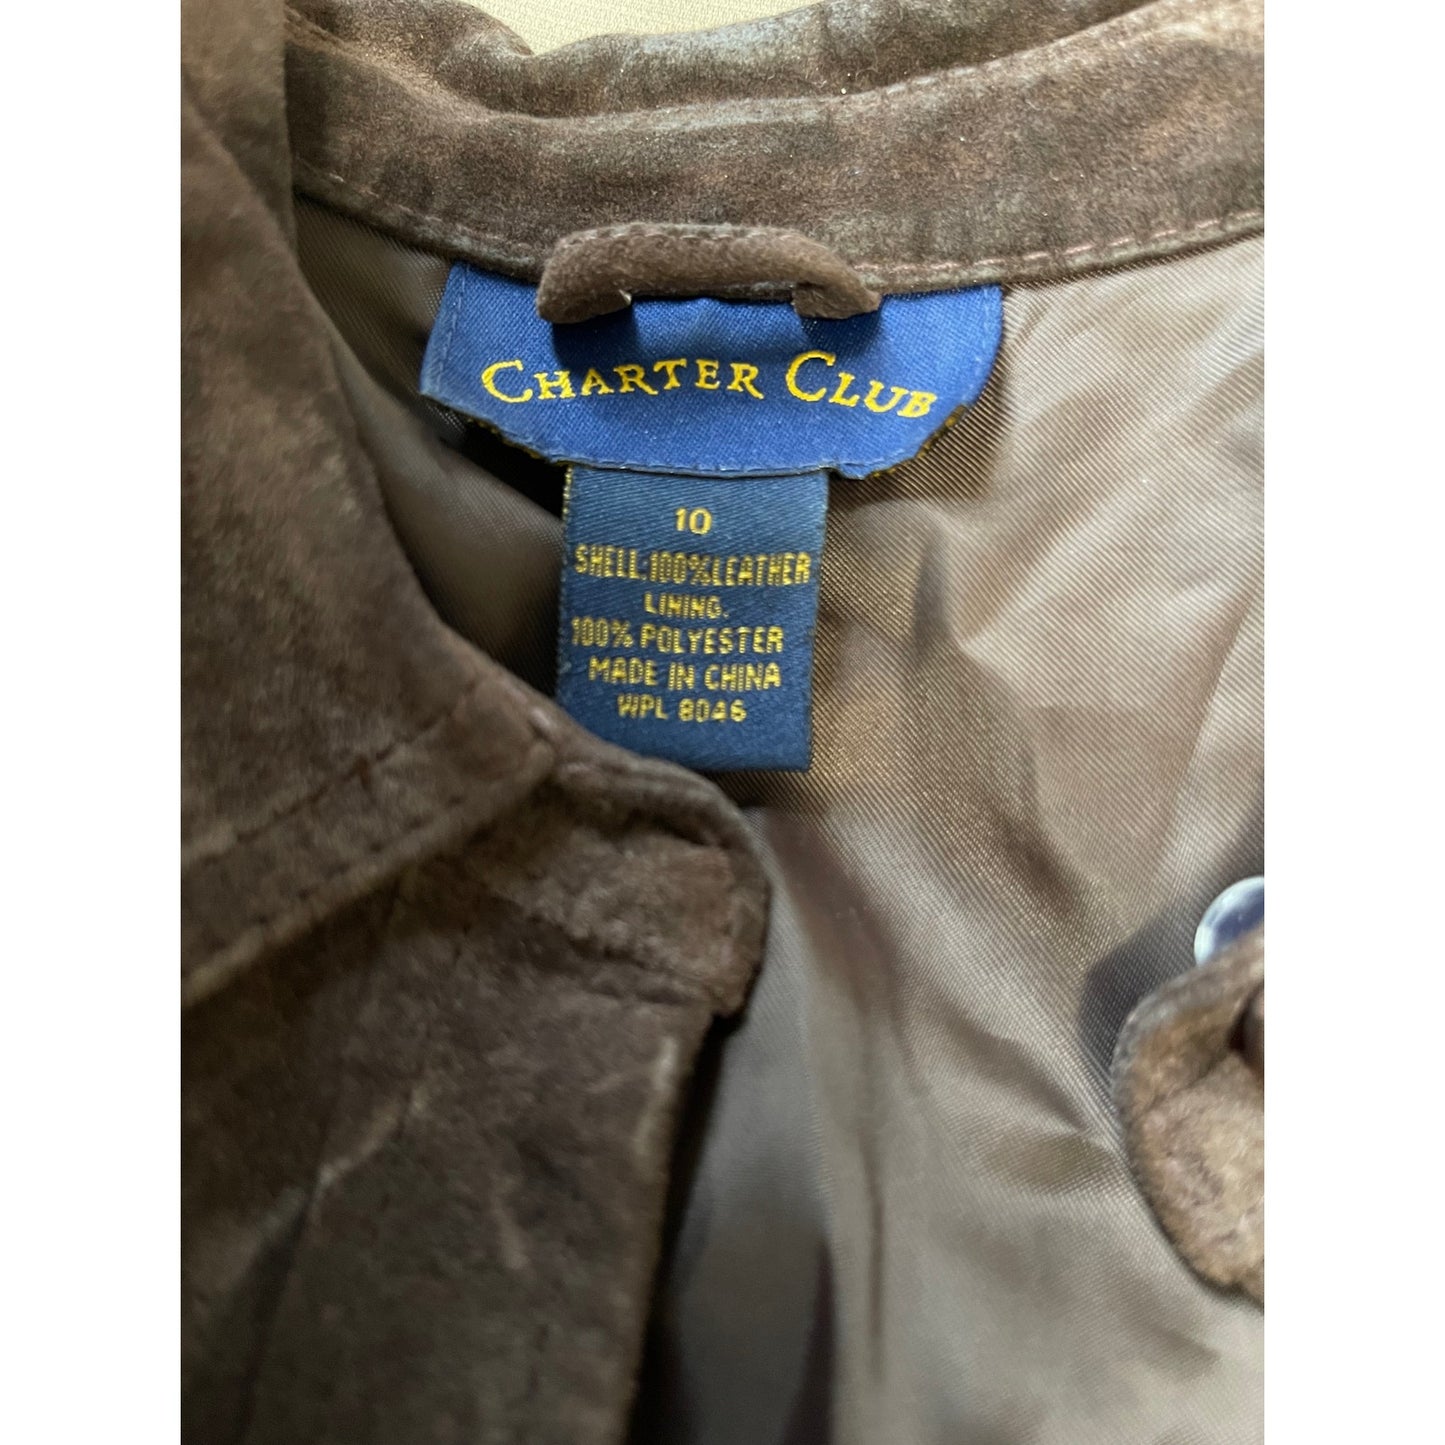 CHARTER CLUB
10
SHELL:100%LEATHER
LINING:
100% POLYESTER
MADE IN CHINA
WPL 8046